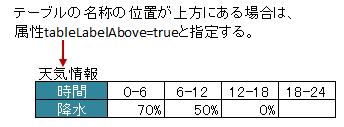 テーブルの名称の位置が上方にある場合は、
属性tableLabelAbove=trueと指定する。
天気情報
時間 0-6 6-12 12-18 18-24
降水 70% 50% 0%